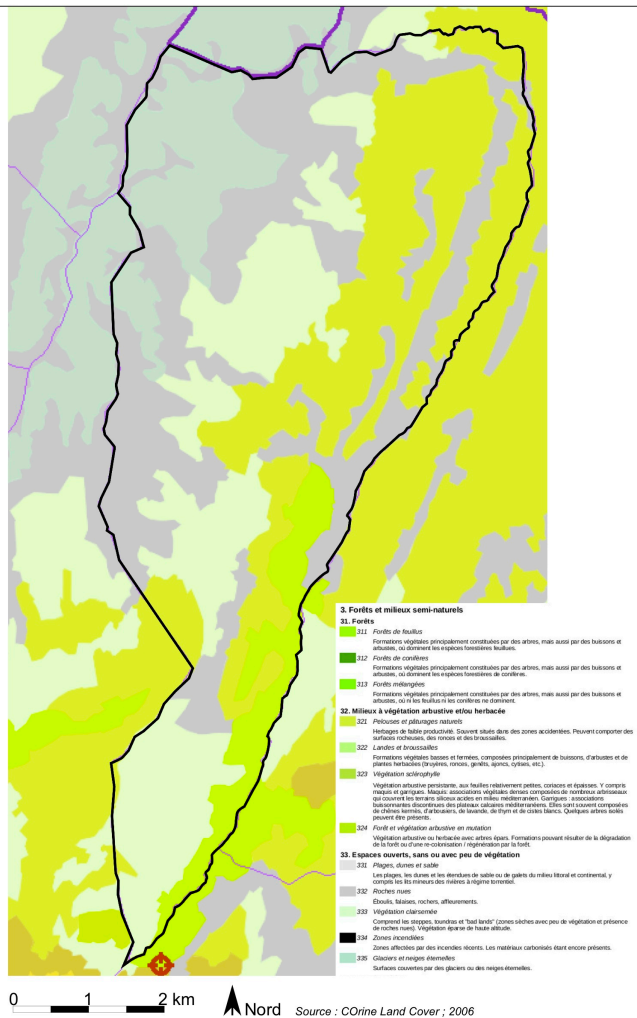 3. Forêts et milieux semi-naturels
31. Forêts
311 Forêts de feuillus
Formations végétales principalement constituées par des arbres, mais aussi par des buissons et
arbustes, où dominent les espèces forestières feuillues.
312 Forêts de conifères
Formations végétales principalement constituées par des arbres, mais aussi par des buissons et
arbustes, où dominent les espèces forestières de conifères.
313 Forêts mélangées
Formations végétales principalement constituées par des arbres, mais aussi par des buissons et
arbustes, où ni les feuillus ni les conifères ne dominent.
32. Milieux à végétation arbustive et/ou herbacée
321 Pelouses et pâturages naturels
Herbages de faible productivité. Souvent situés dans des zones accidentées. Peuvent comporter des
surfaces rocheuses, des ronces et des broussailles.
322 Landes et broussailles
Formations végétales basses et fermées, composées principalement de buissons, d'arbustes et de
plantes herbacées (bruyères, ronces, genêts, ajoncs, cytises, etc.).
323 Végétation sclérophylle
Végétation arbustive persistante, aux feuilles relativement petites, coriaces et épaisses. Y compris
maquis et garrigues. Maquis: associations végétales denses composées de nombreux arbrisseaux
qui couvrent les terrains siliceux acides en milieu méditerranéen. Garrigues : associations
buissonnantes discontinues des plateaux calcaires méditerranéens. Elles sont souvent composées
de chênes kermès, d'arbousiers, de lavande, de thym et de cistes blancs. Quelques arbres isolés
peuvent être présents.
324 Forêt et végétation arbustive en mutation
Végétation arbustive ou herbacée avec arbres épars. Formations pouvant résulter de la dégradation
de la forêt ou d'une re-colonisation / régénération par la forêt.
33. Espaces ouverts, sans ou avec peu de végétation
331 Plages, dunes et sable
Les plages, les dunes et les étendues de sable ou de galets du milieu littoral et continental, y
compris les lits mineurs des rivières à régime torrentiel.
332 Roches nues
Éboulis, falaises, rochers, affleurements.
333 Végétation clairsemée
Comprend les steppes, toundras et "bad lands" (zones sèches avec peu de végétation et présence
de roches nues). Végétation éparse de haute altitude.
334 Zones incendiées
Zones affectées par des incendies récents. Les matériaux carbonisés étant encore présents.
335 Glaciers et neiges éternelles
Surfaces couvertes par des glaciers ou des neiges éternelles.
0 1 2 km
Nord Source : COrine Land Cover ; 2006